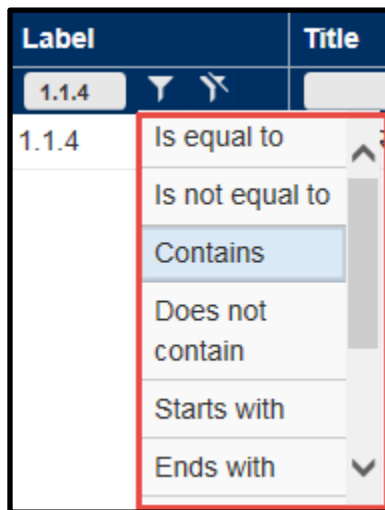 Label Title
1.1.4
1.1.4 Is equal to
Is not equal to
Contains
Does not
contain
Starts with
Ends with